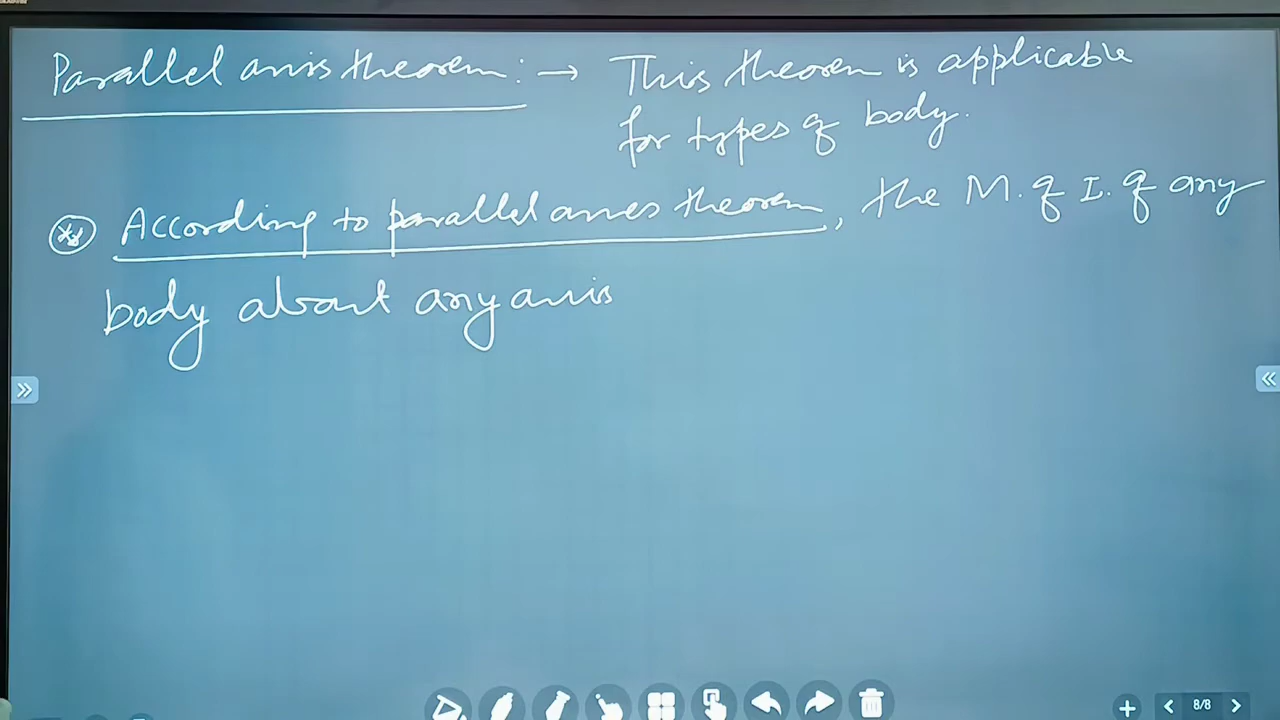 Parallel axis theorem : → This theorem is applicable
for types of body.
According to parallel axes theorem, the M. of I. of any
body about any axis
8/8